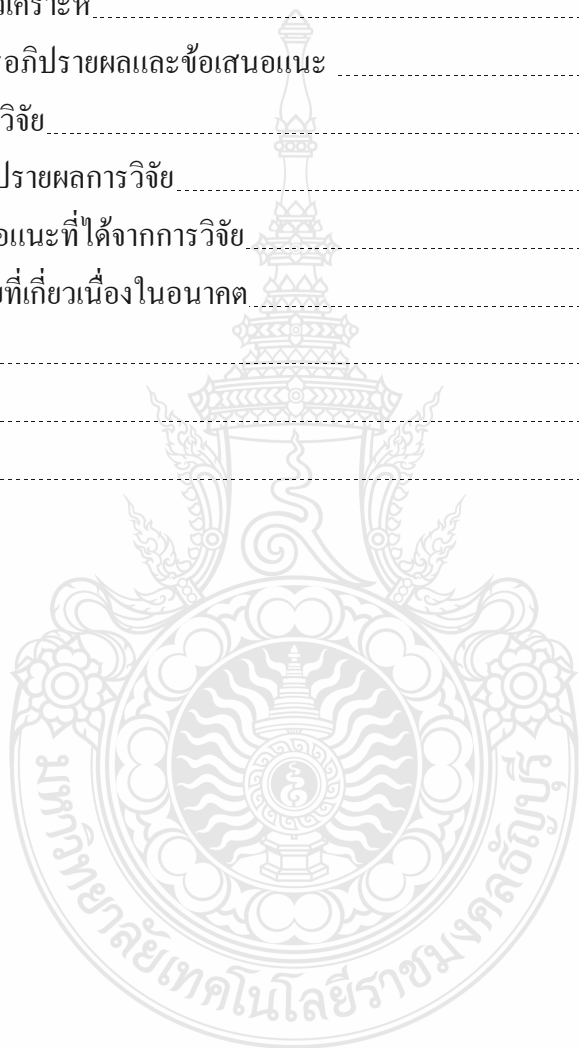 วิเคราะห์
อภิปรายผลและข้อเสนอแนะ
วิจัย
ปรายผลการวิจัย
อแนะที่ได้จากการวิจัย
ที่เกี่ยวเนื่องในอนาคต
มหาวิทยาลัยเทคโนโลยีราชมงคลธัญบุรี